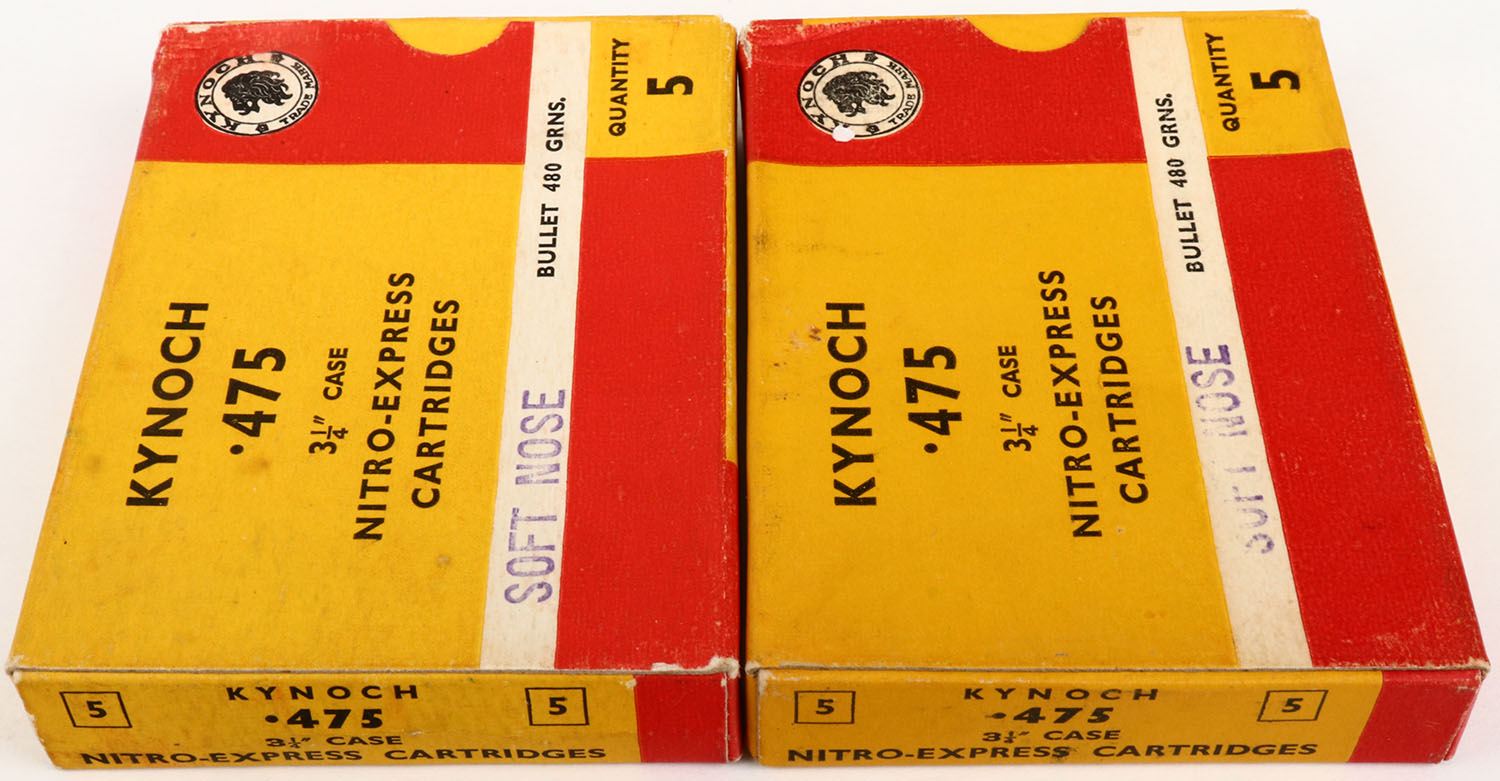 KYNOCH
TRADE MARK
KYNOCH
.475
3¼" CASE
NITRO-EXPRESS
CARTRIDGES
SOFT NOSE BULLET 480 GRNS.
QUANTITY 5
5 KYNOCH 5
.475
3¼" CASE
NITRO-EXPRESS CARTRIDGES
KYNOCH
TRADE MARK
KYNOCH
.475
3¼" CASE
NITRO-EXPRESS
CARTRIDGES
SOFT NOSE BULLET 480 GRNS.
QUANTITY 5
5 KYNOCH 5
.475
3¼" CASE
NITRO-EXPRESS CARTRIDGES